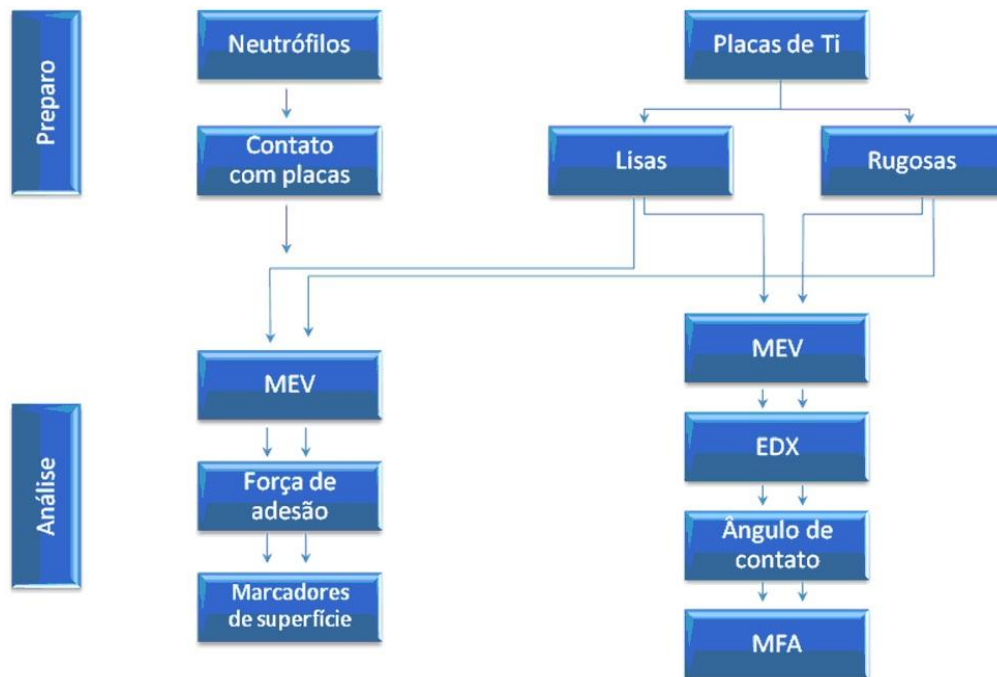 Preparo
Neutrófilos
Placas de Ti
Contato
com placas
Lisas
Rugosas
Análise
MEV
MEV
Força de
adesão
EDX
Ângulo de
contato
Marcadores
de superfície
MFA